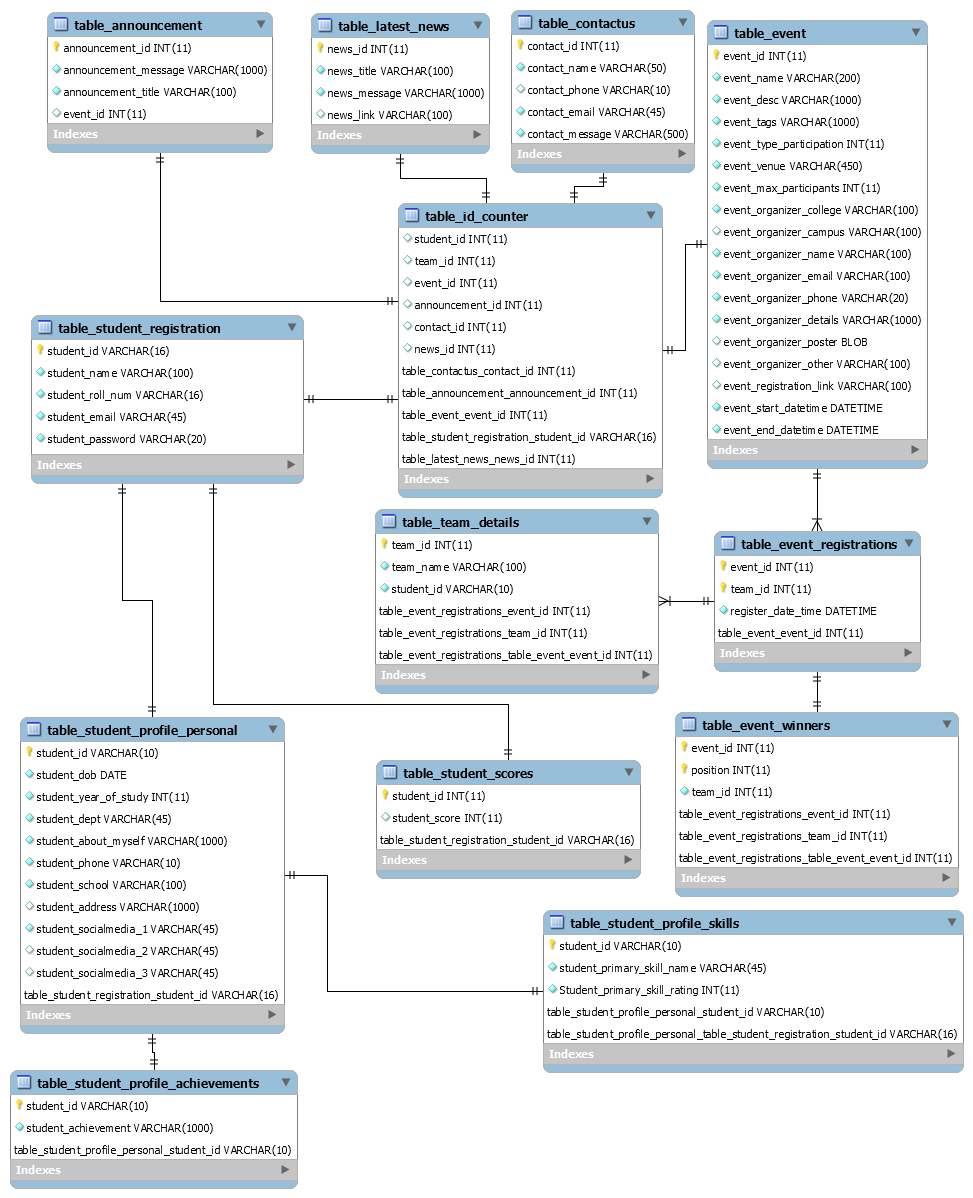 table_announcement
announcement_id INT(11)
announcement_message VARCHAR(1000)
announcement_title VARCHAR(100)
event_id INT(11)
Indexes
table_latest_news
news_id INT(11)
news_title VARCHAR(100)
news_message VARCHAR(1000)
news_link VARCHAR(100)
Indexes
table_contactus
contact_id INT(11)
contact_name VARCHAR(50)
contact_phone VARCHAR(10)
contact_email VARCHAR(45)
contact_message VARCHAR(500)
Indexes
table_event
event_id INT(11)
event_name VARCHAR(200)
event_desc VARCHAR(1000)
event_tags VARCHAR(1000)
event_type_participation INT(11)
event_venue VARCHAR(450)
event_max_participants INT(11)
event_organizer_college VARCHAR(100)
event_organizer_campus VARCHAR(100)
event_organizer_name VARCHAR(100)
event_organizer_email VARCHAR(100)
event_organizer_phone VARCHAR(20)
event_organizer_details VARCHAR(1000)
event_organizer_poster BLOB
event_organizer_other VARCHAR(100)
event_registration_link VARCHAR(100)
event_start_datetime DATETIME
event_end_datetime DATETIME
Indexes
table_id_counter
student_id INT(11)
team_id INT(11)
event_id INT(11)
announcement_id INT(11)
contact_id INT(11)
news_id INT(11)
table_contactus_contact_id INT(11)
table_announcement_announcement_id INT(11)
table_event_event_id INT(11)
table_student_registration_student_id VARCHAR(16)
table_latest_news_news_id INT(11)
Indexes
table_student_registration
student_id VARCHAR(16)
student_name VARCHAR(100)
student_roll_num VARCHAR(16)
student_email VARCHAR(45)
student_password VARCHAR(20)
Indexes
table_team_details
team_id INT(11)
team_name VARCHAR(100)
student_id VARCHAR(10)
table_event_registrations_event_id INT(11)
table_event_registrations_team_id INT(11)
table_event_registrations_table_event_event_id INT(11)
Indexes
table_event_registrations
event_id INT(11)
team_id INT(11)
register_date_time DATETIME
table_event_event_id INT(11)
Indexes
table_student_profile_personal
student_id VARCHAR(10)
student_dob DATE
student_year_of_study INT(11)
student_dept VARCHAR(45)
student_about_myself VARCHAR(1000)
student_phone VARCHAR(10)
student_school VARCHAR(100)
student_address VARCHAR(1000)
student_socialmedia_1 VARCHAR(45)
student_socialmedia_2 VARCHAR(45)
student_socialmedia_3 VARCHAR(45)
table_student_registration_student_id VARCHAR(16)
Indexes
table_student_scores
student_id INT(11)
student_score INT(11)
table_student_registration_student_id VARCHAR(16)
Indexes
table_event_winners
event_id INT(11)
position INT(11)
team_id INT(11)
table_event_registrations_event_id INT(11)
table_event_registrations_team_id INT(11)
table_event_registrations_table_event_event_id INT(11)
Indexes
table_student_profile_skills
student_id VARCHAR(10)
student_primary_skill_name VARCHAR(45)
Student_primary_skill_rating INT(11)
table_student_profile_personal_student_id VARCHAR(10)
table_student_profile_personal_table_student_registration_student_id VARCHAR(16)
Indexes
table_student_profile_achievements
student_id VARCHAR(10)
student_achievement VARCHAR(1000)
table_student_profile_personal_student_id VARCHAR(10)
Indexes